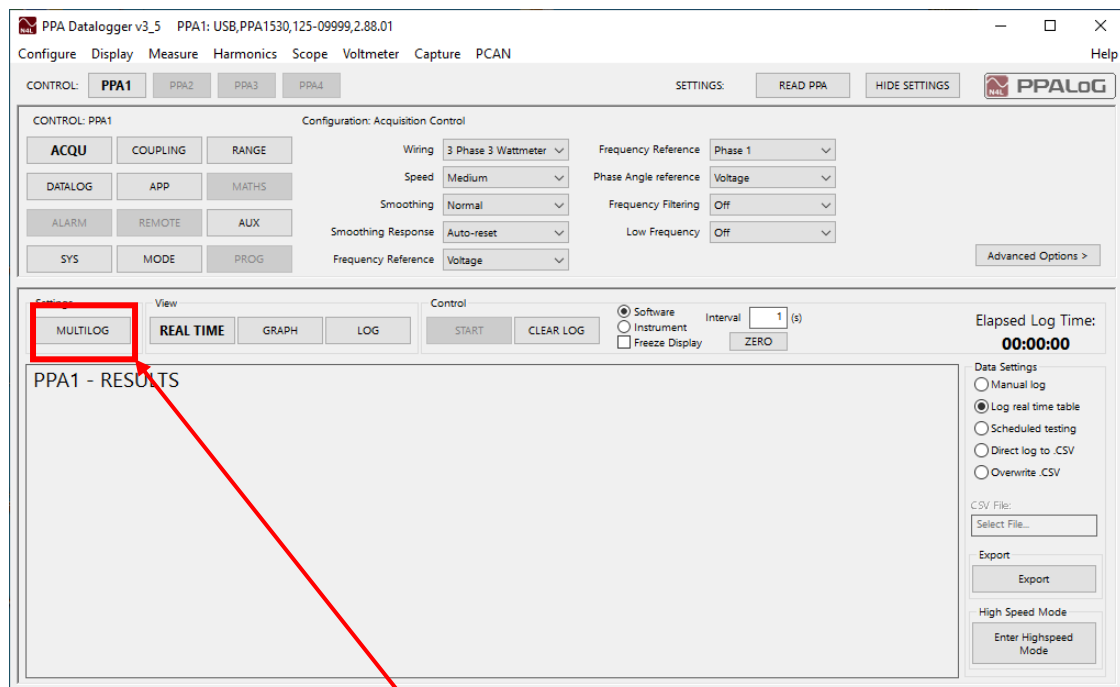 PPA Datalogger v3_5 PPA1: USB,PPA1530,125-09999,2.88.01
Configure Display Measure Harmonics Scope Voltmeter Capture PCAN Help
CONTROL: PPA1 PPA2 PPA3 PPA4 SETTINGS: READ PPA HIDE SETTINGS N4L PPALoG
CONTROL: PPA1 Configuration: Acquisition Control
ACQU COUPLING RANGE Wiring 3 Phase 3 Wattmeter Frequency Reference Phase 1
DATALOG APP MATHS Speed Medium Phase Angle reference Voltage
ALARM REMOTE AUX Smoothing Normal Frequency Filtering Off
Smoothing Response Auto-reset Low Frequency Off
SYS MODE PROG Frequency Reference Voltage Advanced Options >
Settings View Control
MULTILOG REAL TIME GRAPH LOG START CLEAR LOG
Software
Instrument
Freeze Display
Interval 1 (s)
ZERO
Elapsed Log Time:
00:00:00
PPA1 - RESULTS
Data Settings
Manual log
Log real time table
Scheduled testing
Direct log to .CSV
Overwrite .CSV
CSV File:
Select File...
Export
Export
High Speed Mode
Enter Highspeed
Mode